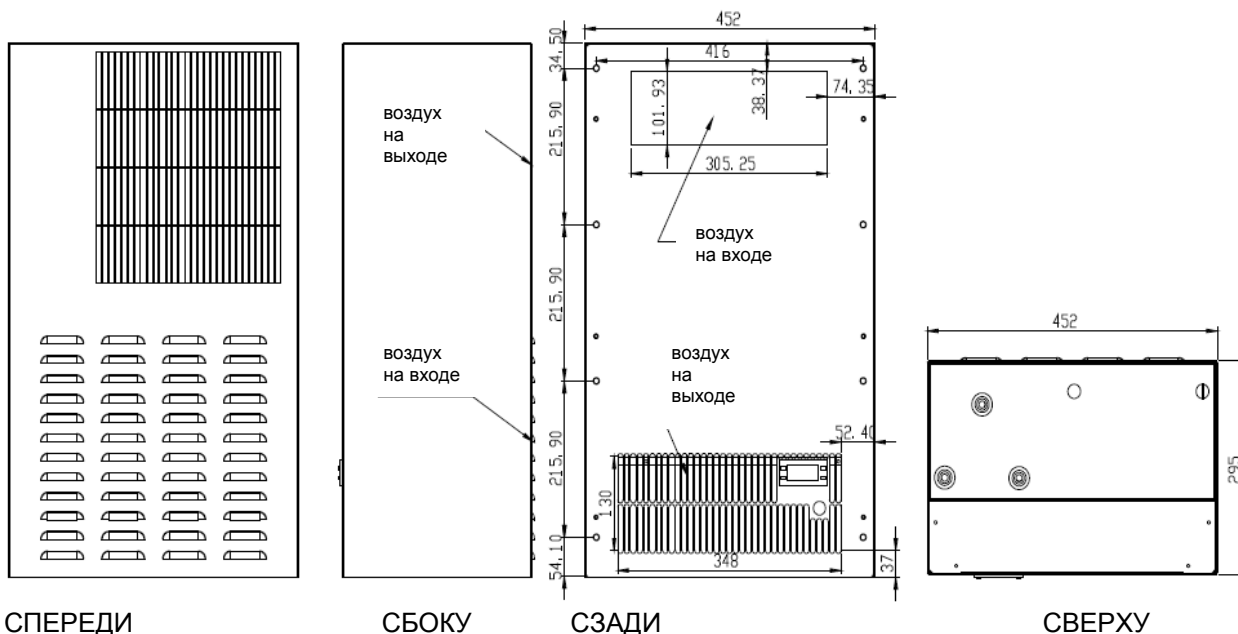 452
416
34, 50
38, 37
74, 35
101, 93
215, 90
305, 25
воздух
на
выходе
воздух
на входе
215, 90
452
воздух
на входе
воздух
на
выходе
52, 40
215, 90
130
295
348
54, 10
37
СПЕРЕДИ
СБОКУ
СЗАДИ
СВЕРХУ